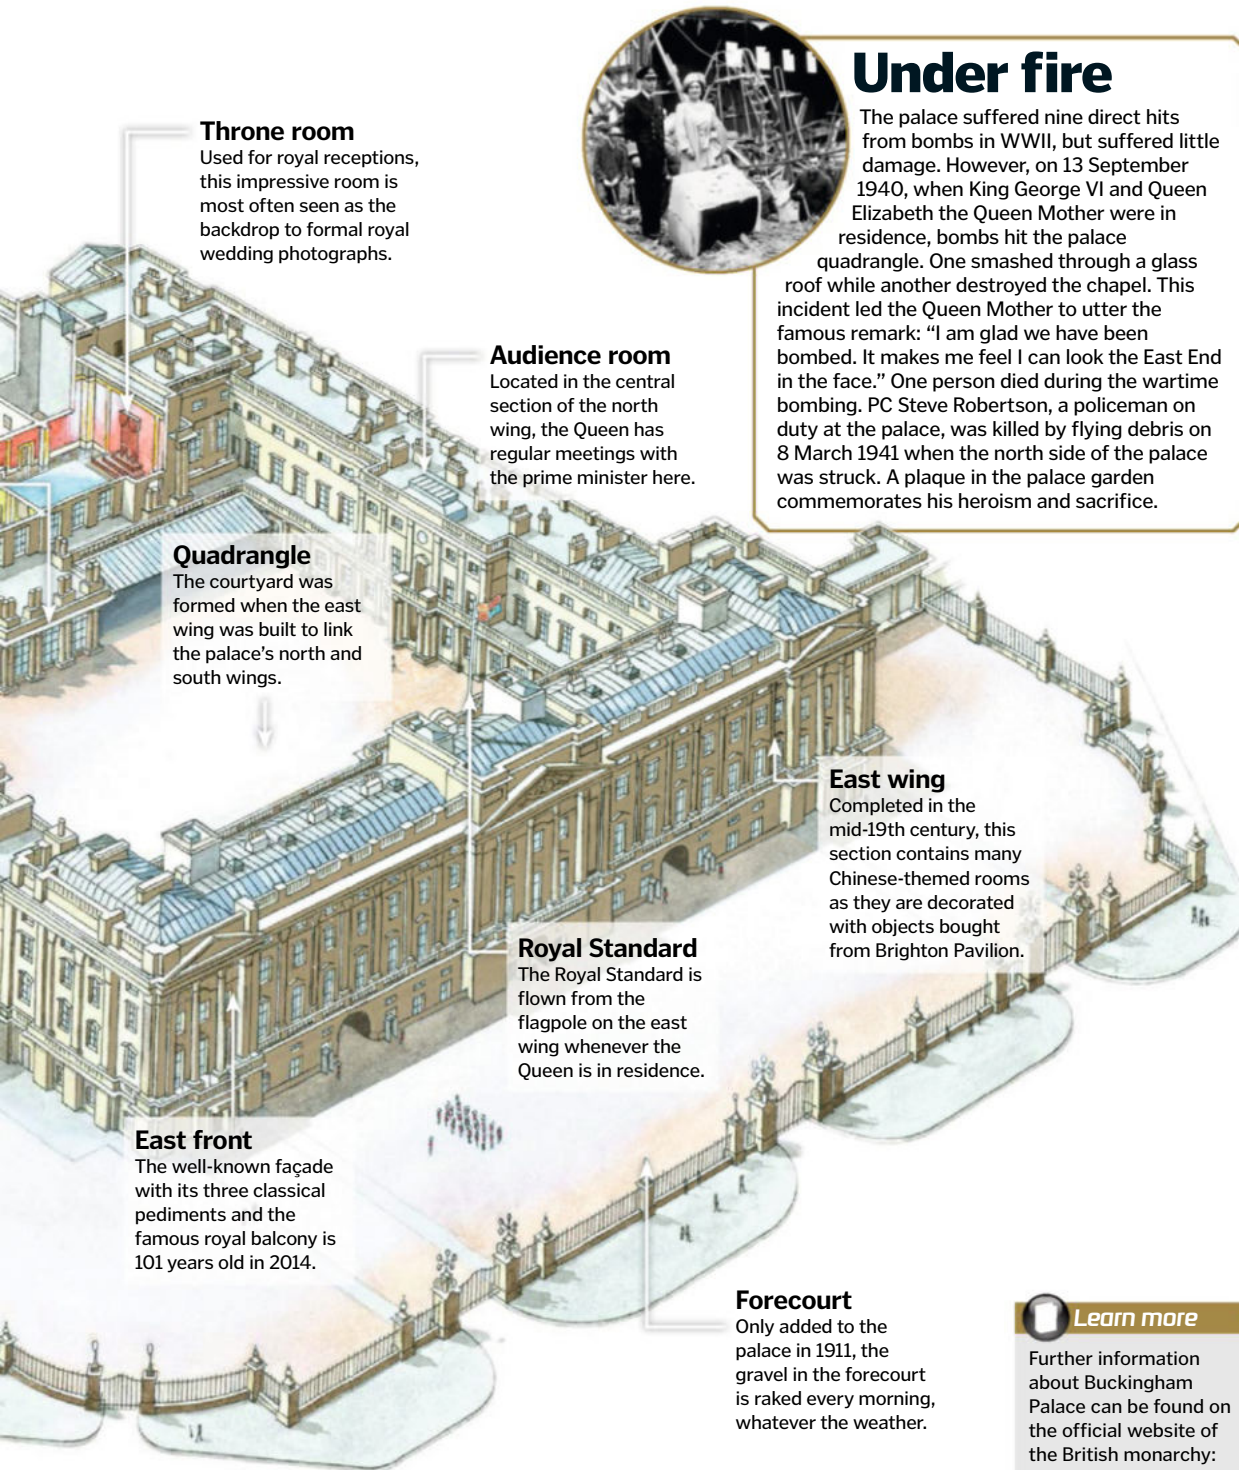 Under fire
The palace suffered nine direct hits
from bombs in WWII, but suffered little
damage. However, on 13 September
1940, when King George VI and Queen
Elizabeth the Queen Mother were in
residence, bombs hit the palace
quadrangle. One smashed through a glass
roof while another destroyed the chapel. This
incident led the Queen Mother to utter the
famous remark: “I am glad we have been
bombed. It makes me feel I can look the East End
in the face.” One person died during the wartime
bombing. PC Steve Robertson, a policeman on
duty at the palace, was killed by flying debris on
8 March 1941 when the north side of the palace
was struck. A plaque in the palace garden
commemorates his heroism and sacrifice.
Throne room
Used for royal receptions,
this impressive room is
most often seen as the
backdrop to formal royal
wedding photographs.
Audience room
Located in the central
section of the north
wing, the Queen has
regular meetings with
the prime minister here.
Quadrangle
The courtyard was
formed when the east
wing was built to link
the palace’s north and
south wings.
East wing
Completed in the
mid-19th century, this
section contains many
Chinese-themed rooms
as they are decorated
with objects bought
from Brighton Pavilion.
Royal Standard
The Royal Standard is
flown from the
flagpole on the east
wing whenever the
Queen is in residence.
East front
The well-known façade
with its three classical
pediments and the
famous royal balcony is
101 years old in 2014.
Forecourt
Only added to the
palace in 1911, the
gravel in the forecourt
is raked every morning,
whatever the weather.
Learn more
Further information
about Buckingham
Palace can be found on
the official website of
the British monarchy: